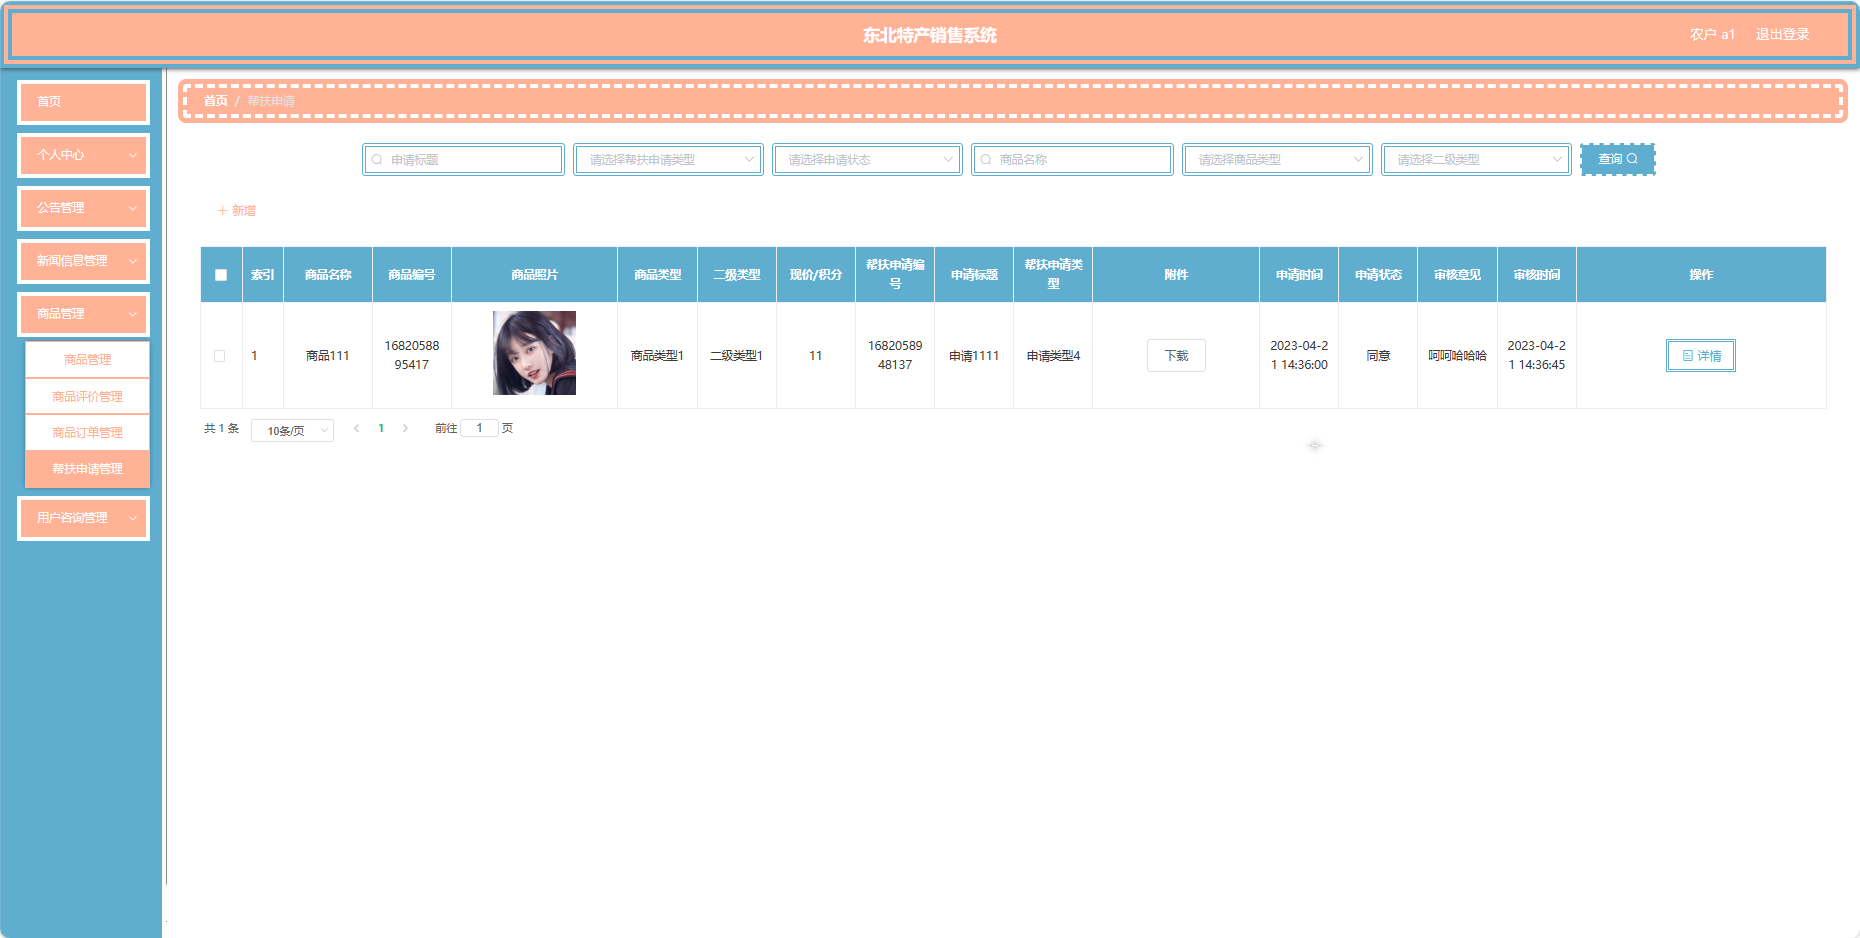 东北特产销售系统
农户 a1
退出登录
首页
个人中心
公告管理
新闻信息管理
商品管理
商品管理
商品评价管理
商品订单管理
帮扶申请管理
用户咨询管理
首页 / 帮扶申请
申请标题
请选择帮扶申请类型
请选择申请状态
商品名称
请选择商品类型
请选择二级类型
查询
+ 新增
索引
商品名称
商品编号
商品照片
商品类型
二级类型
现价/积分
帮扶申请编
号
申请标题
帮扶申请类
型
附件
申请时间
申请状态
审核意见
审核时间
操作
1
商品111
16820588
95417
商品类型1
二级类型1
11
16820589
48137
申请1111
申请类型4
下载
2023-04-2
1 14:36:00
同意
呵呵哈哈哈
2023-04-2
1 14:36:45
详情
共 1 条
10条/页
1
前往 1 页